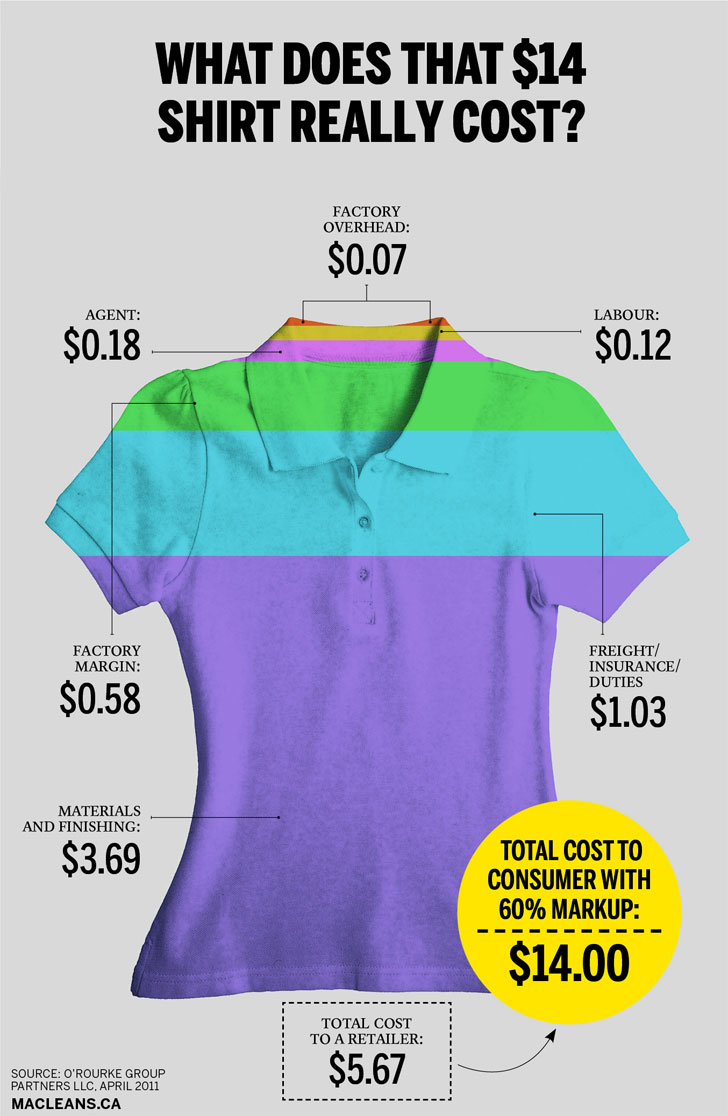 WHAT DOES THAT $14
SHIRT REALLY COST?
FACTORY
OVERHEAD:
$0.07
AGENT:
$0.18
LABOUR:
$0.12
FACTORY
MARGIN:
$0.58
FREIGHT/
INSURANCE/
DUTIES
$1.03
MATERIALS
AND FINISHING:
$3.69
TOTAL COST TO
CONSUMER WITH
60% MARKUP:
$14.00
TOTAL COST
TO A RETAILER:
$5.67
SOURCE: O'ROURKE GROUP
PARTNERS LLC, APRIL 2011
MACLEANS.CA